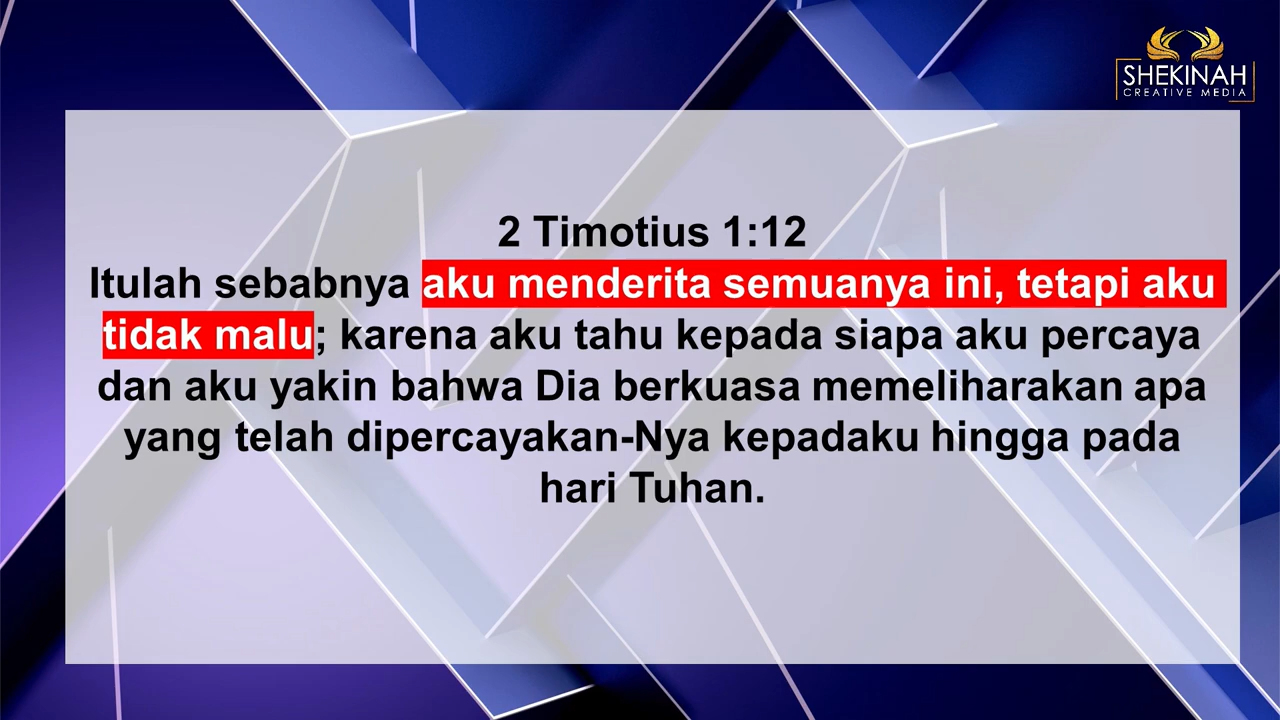 SHEKINAH
CREATIVE MEDIA
2 Timotius 1:12
Itulah sebabnya aku menderita semuanya ini, tetapi aku
tidak malu; karena aku tahu kepada siapa aku percaya
dan aku yakin bahwa Dia berkuasa memeliharakan apa
yang telah dipercayakan-Nya kepadaku hingga pada
hari Tuhan.